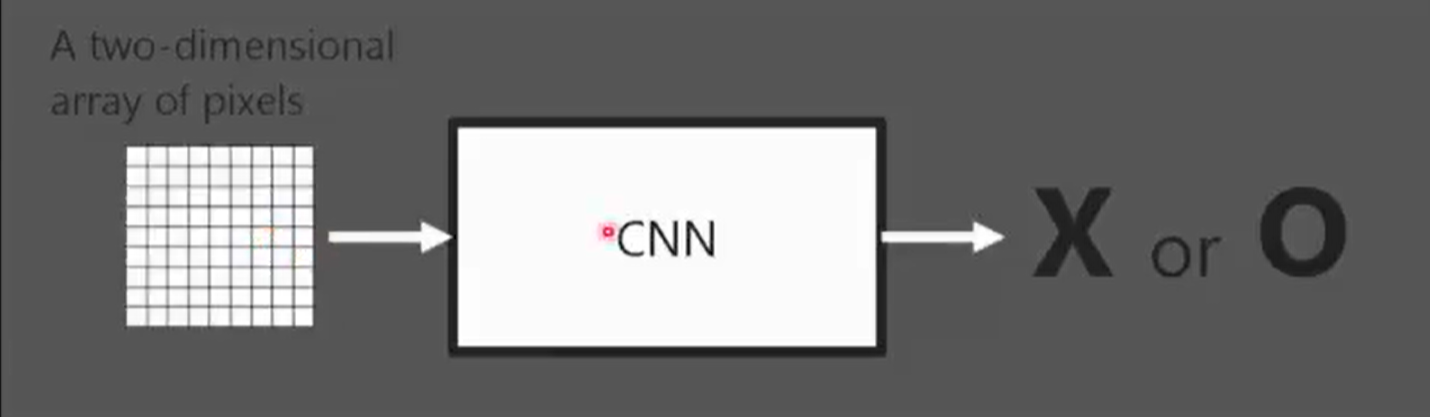 A two-dimensional
array of pixels
CNN
X or O